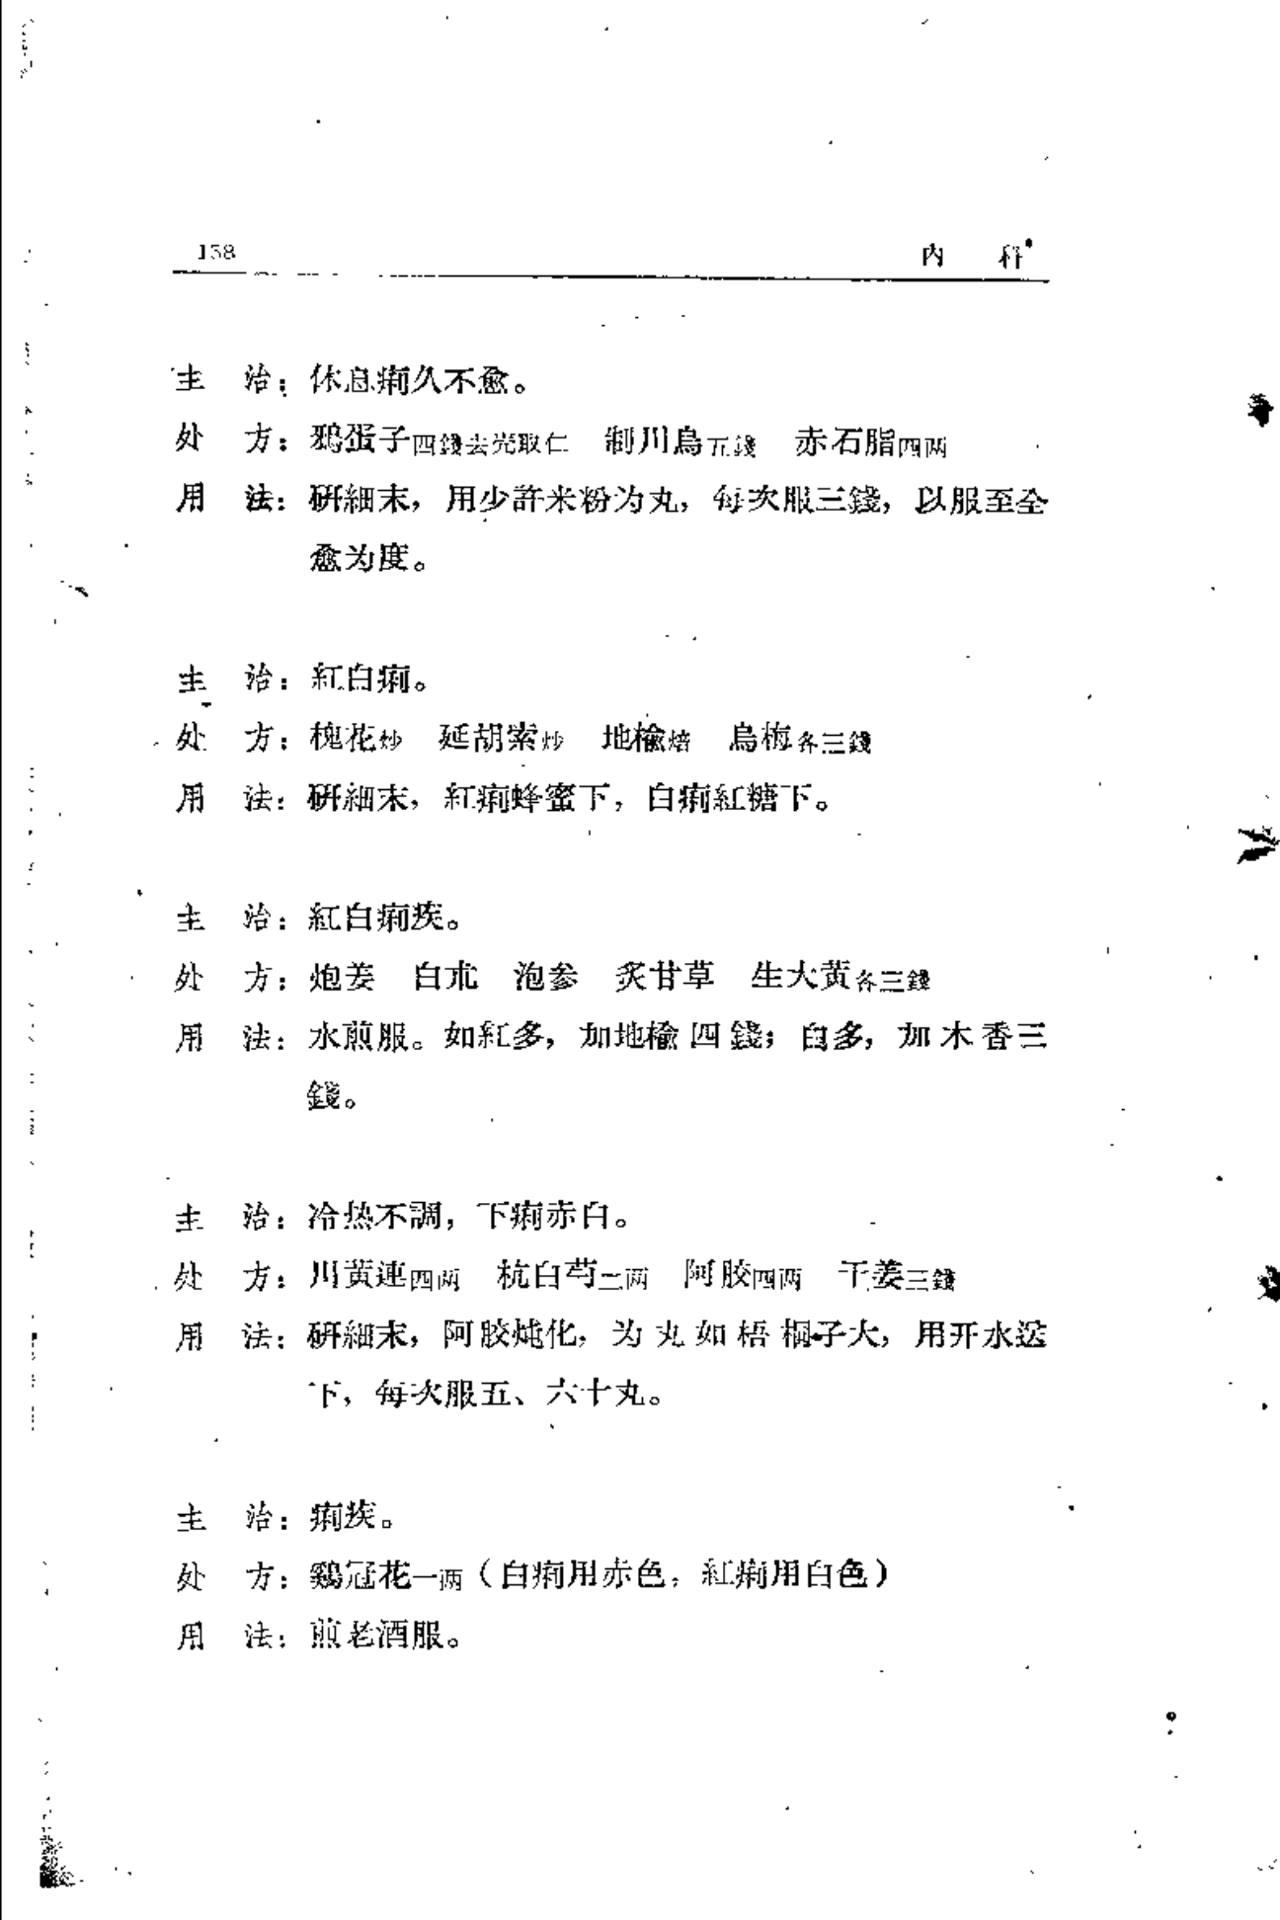 158 内 科
主 治：休息痢久不愈。
处 方：鴉蛋子四錢去壳取仁 制川烏五錢 赤石脂四两
用 法：研細末，用少許米粉为丸，每次服三錢，以服至全
愈为度。
主 治：紅白痢。
处 方：槐花炒 延胡索炒 地榆焙 烏梅各三錢
用 法：研細末，紅痢蜂蜜下，白痢紅糖下。
主 治：紅白痢疾。
处 方：炮姜 白朮 泡参 炙甘草 生大黄各三錢
用 法：水煎服。如紅多，加地榆四錢；白多，加木香三
錢。
主 治：冷热不調，下痢赤白。
处 方：川黄連四两 杭白芍二两 阿胶四两 干姜三錢
用 法：研細末，阿胶炖化，为丸如梧桐子大，用开水送
下，每次服五、六十丸。
主 治：痢疾。
处 方：鷄冠花一两（白痢用赤色，紅痢用白色）
用 法：煎老酒服。